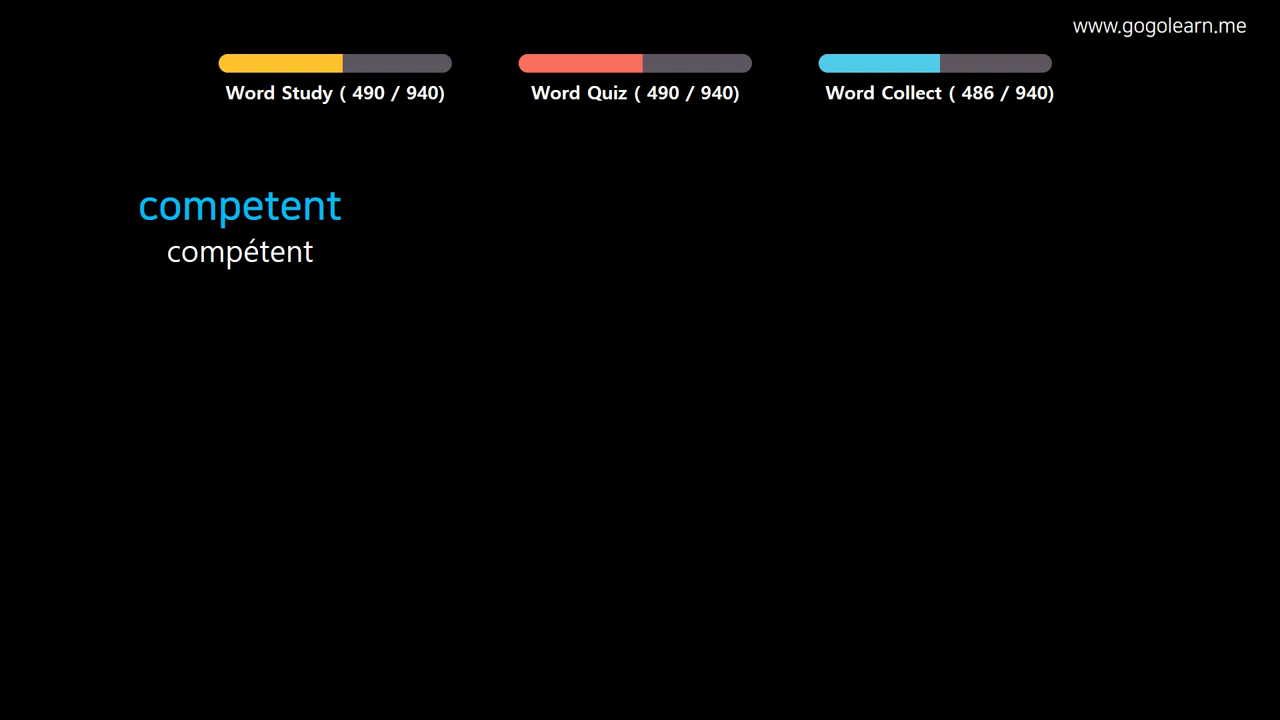 www.gogolearn.me
Word Study ( 490 / 940)
Word Quiz ( 490 / 940)
Word Collect ( 486 / 940)
competent
compétent